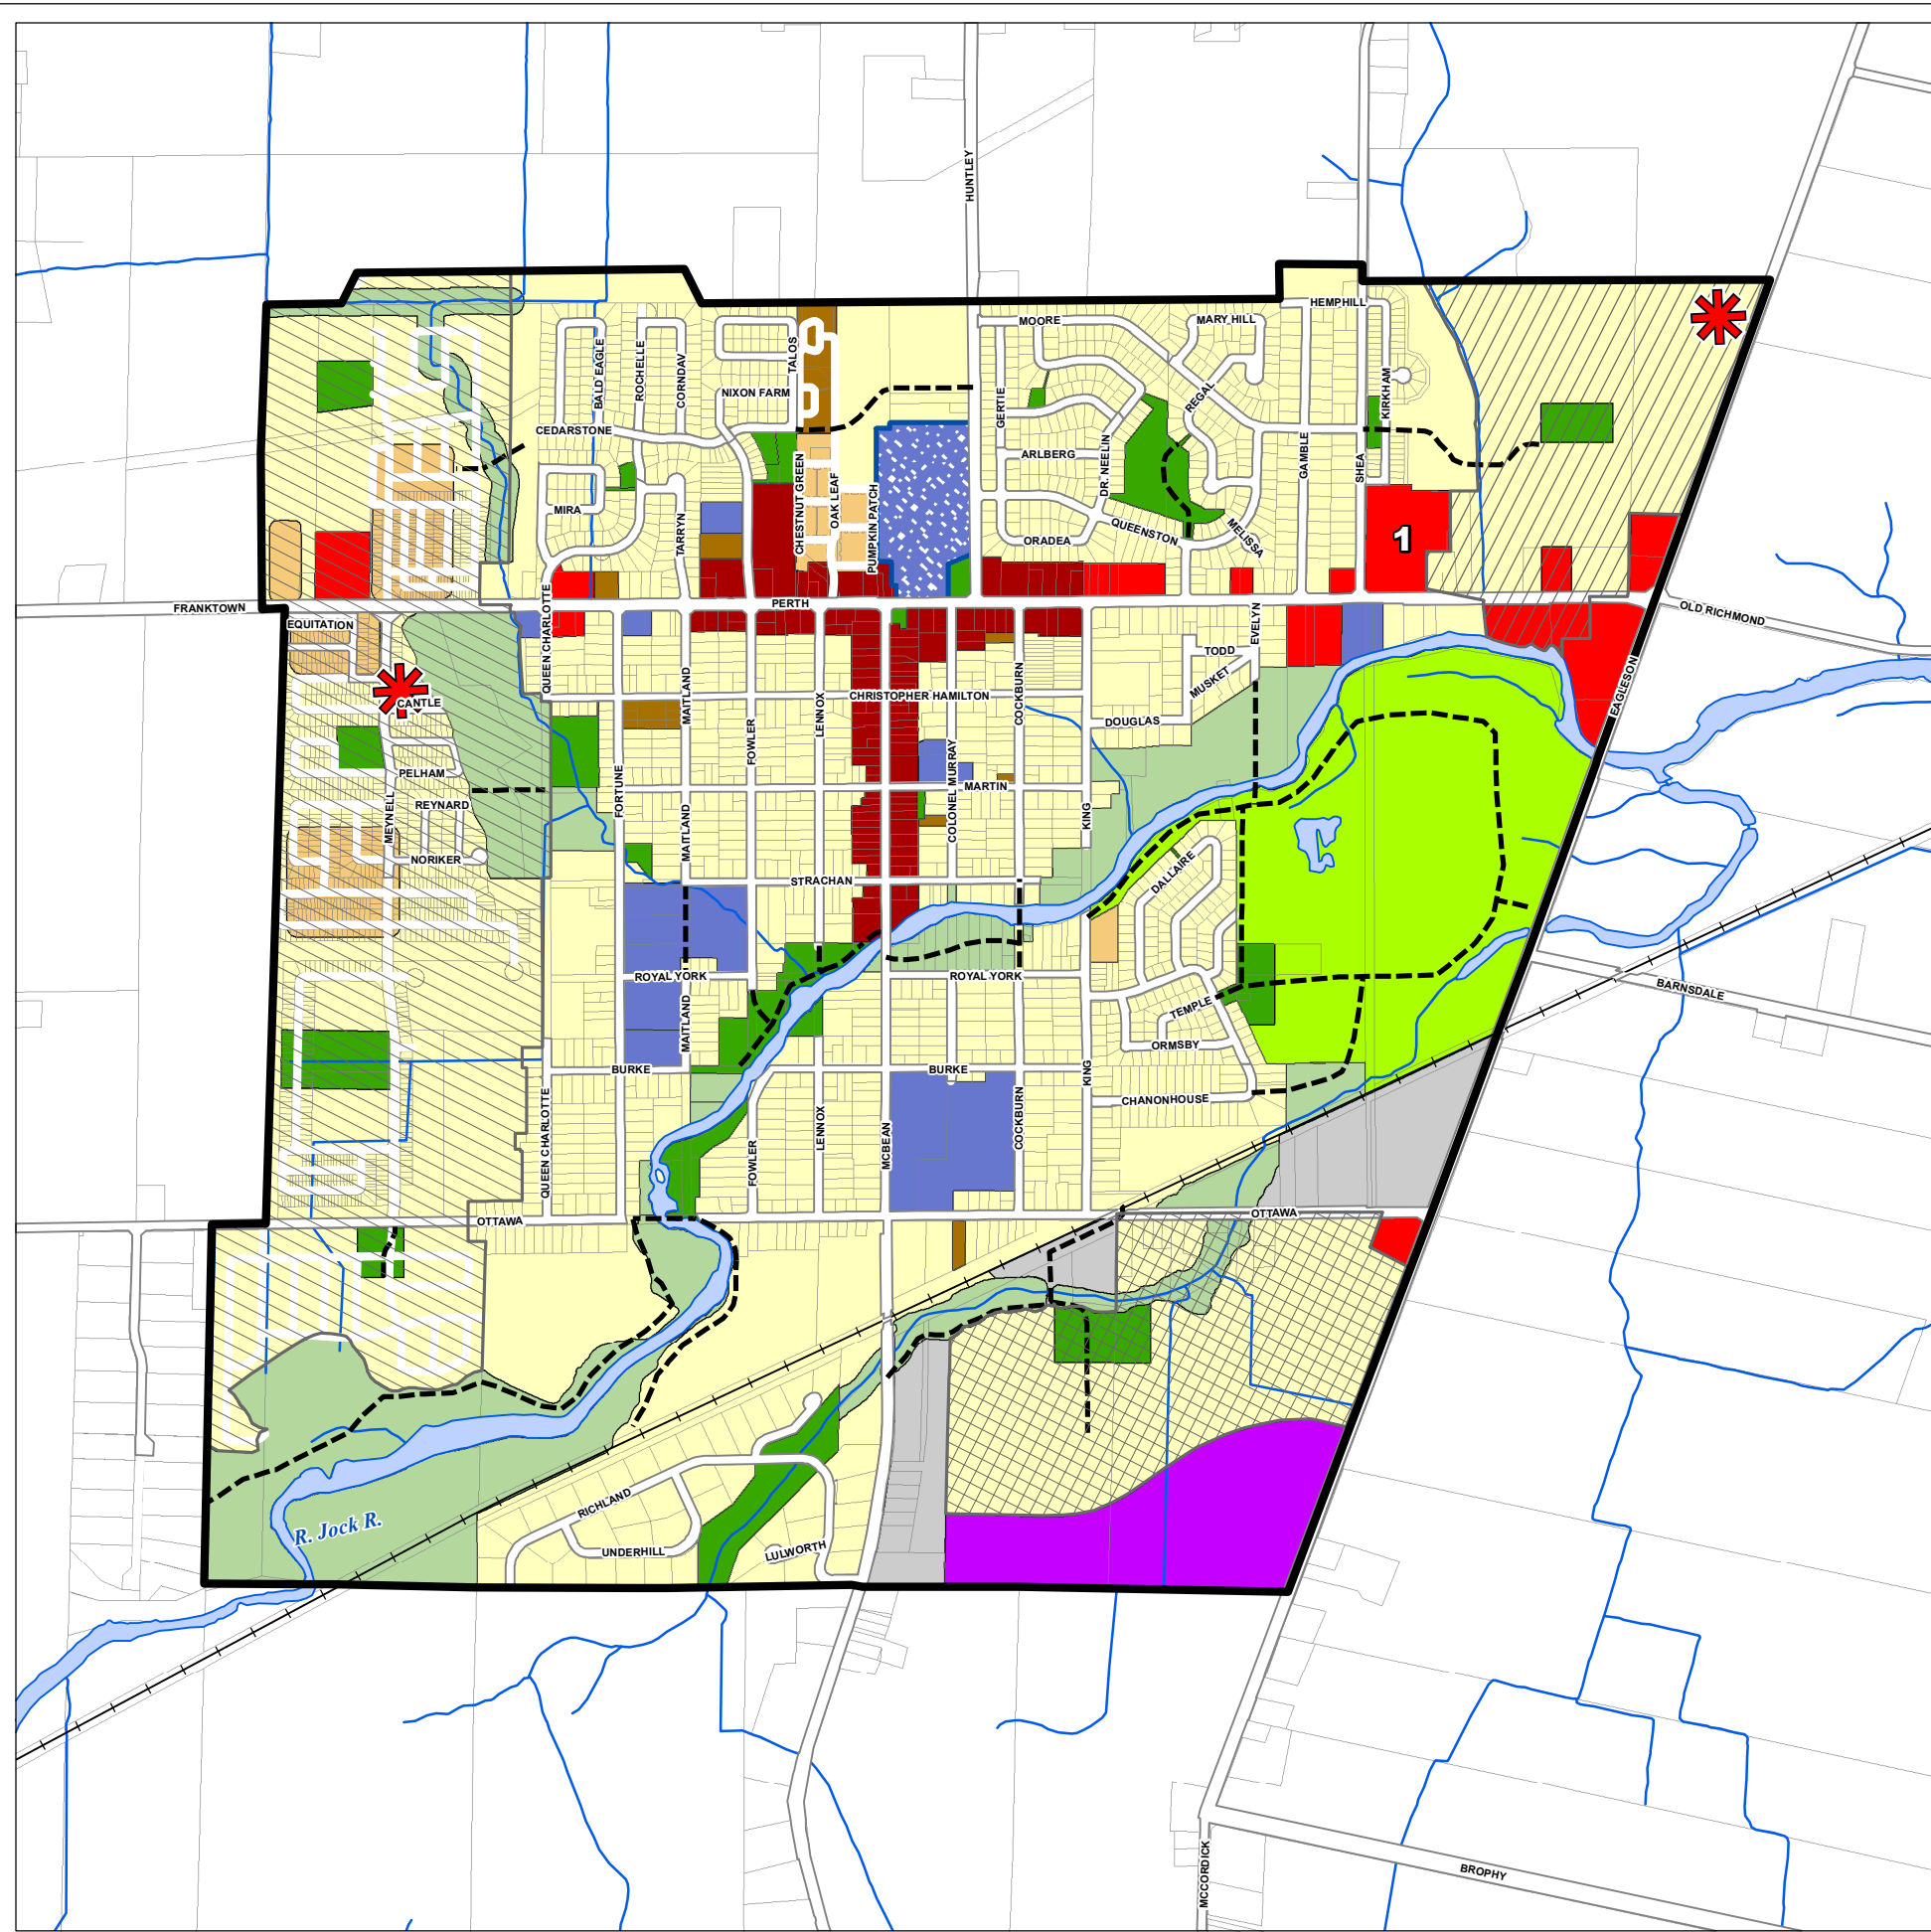 HUNTLEY
HEMPHILL
MOORE
MARY HILL
TALOS
BALD EAGLE
ROCHELLE
CORNDAV
NIXON FARM
GERTIE
REGAL
KIRKHAM
CEDARSTONE
ARLBERG
DR. NEELIN
GAMBLE
SHEA
CHESTNUT GREEN
OAK LEAF
PUMPKIN PATCH
MIRA
TARRYN
ORADEA
QUEENSTON
MELISSA
1
FRANKTOWN
PERTH
OLD RICHMOND
EQUITATION
QUEEN CHARLOTTE
EVELYN
TODD
MUSKET
EAGLESON
CANTLE
MAITLAND
CHRISTOPHER HAMILTON
COCKBURN
LENNOX
FOWLER
DOUGLAS
PELHAM
FORTUNE
MARTIN
COLONEL MURRAY
REYNARD
MEYNELL
MAITLAND
KING
NORIKER
DALLAIRE
STRACHAN
ROYAL YORK
ROYAL YORK
BARNSDALE
MAITLAND
TEMPLE
ORMSBY
BURKE
BURKE
KING
CHANONHOUSE
QUEEN CHARLOTTE
LENNOX
COCKBURN
MCBEAN
FOWLER
OTTAWA
OTTAWA
RICHLAND
R. Jock R.
UNDERHILL
LULWORTH
MCCORDICK
BROPHY